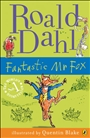 Roald
Dahl
Fantastic Mr Fox
Illustrated by Quentin Blake